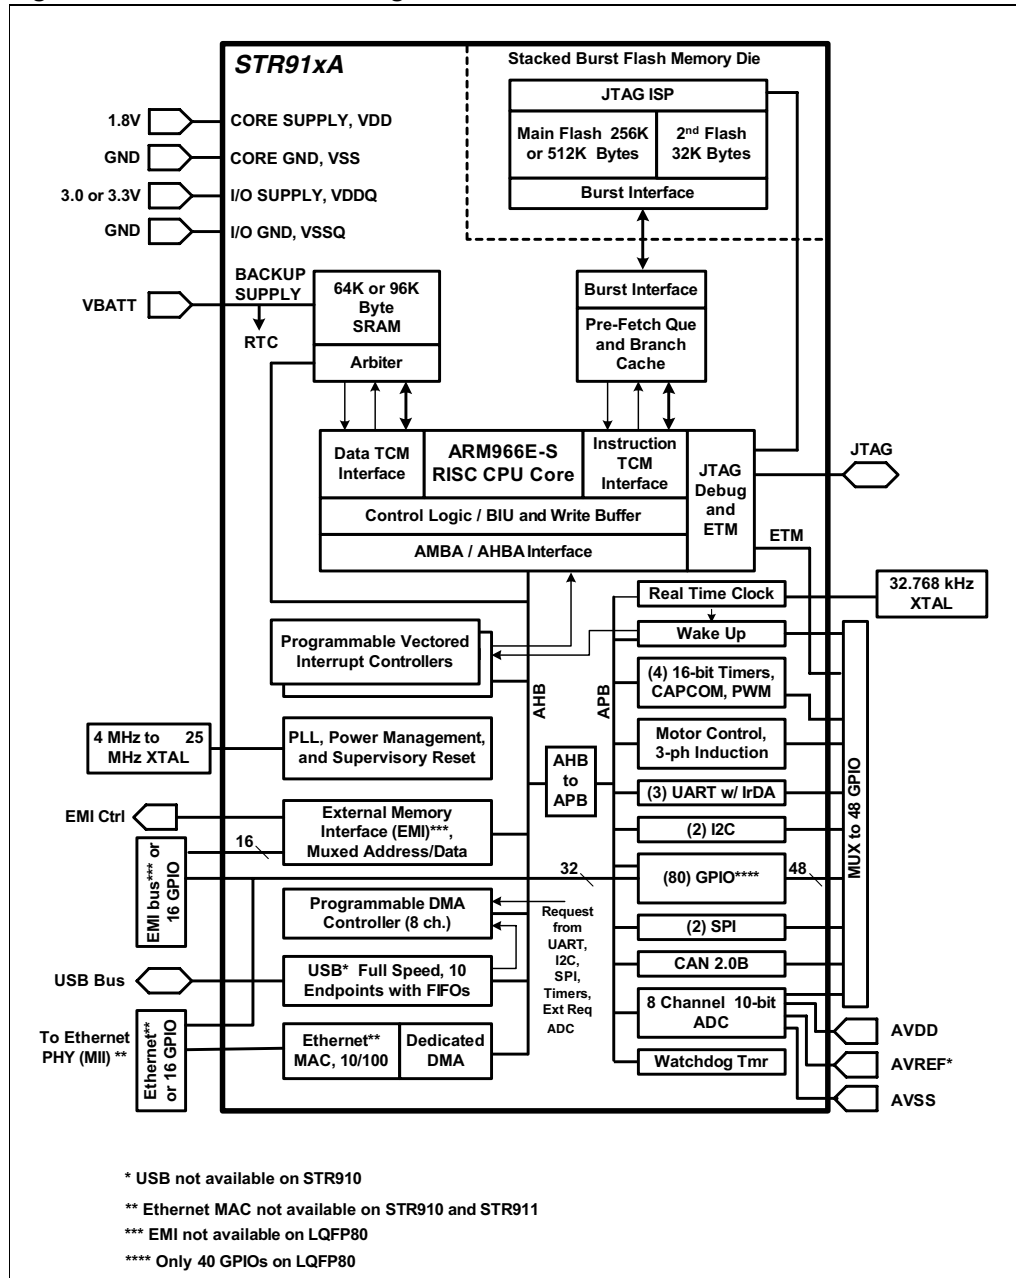 STR91xA
Stacked Burst Flash Memory Die
JTAG ISP
Main Flash 256K
or 512K Bytes
2nd Flash
32K Bytes
Burst Interface
1.8V
CORE SUPPLY, VDD
GND
CORE GND, VSS
3.0 or 3.3V
I/O SUPPLY, VDDQ
GND
I/O GND, VSSQ
VBATT
BACKUP
SUPPLY
RTC
64K or 96K
Byte
SRAM
Arbiter
Burst Interface
Pre-Fetch Que
and Branch
Cache
Data TCM
Interface
ARM966E-S
RISC CPU Core
Instruction
TCM
Interface
JTAG
Debug
and
ETM
JTAG
Control Logic / BIU and Write Buffer
AMBA / AHBA Interface
ETM
Real Time Clock
32.768 kHz
XTAL
Programmable Vectored
Interrupt Controllers
Wake Up
(4) 16-bit Timers,
CAPCOM, PWM
AHB
APB
4 MHz to 25
MHz XTAL
PLL, Power Management,
and Supervisory Reset
Motor Control,
3-ph Induction
AHB
to
APB
(3) UART w/ IrDA
MUX to 48 GPIO
EMI Ctrl
External Memory
Interface (EMI)***,
Muxed Address/Data
(2) I2C
16
EMI bus*** or
16 GPIO
32
(80) GPIO****
48
Programmable DMA
Controller (8 ch.)
Request
from
UART,
I2C,
SPI,
Timers,
Ext Req
ADC
(2) SPI
USB Bus
USB* Full Speed, 10
Endpoints with FIFOs
CAN 2.0B
8 Channel 10-bit
ADC
To Ethernet
PHY (MII) **
Ethernet**
or 16 GPIO
Ethernet**
MAC, 10/100
Dedicated
DMA
Watchdog Tmr
AVDD
AVREF*
AVSS
* USB not available on STR910
** Ethernet MAC not available on STR910 and STR911
*** EMI not available on LQFP80
**** Only 40 GPIOs on LQFP80